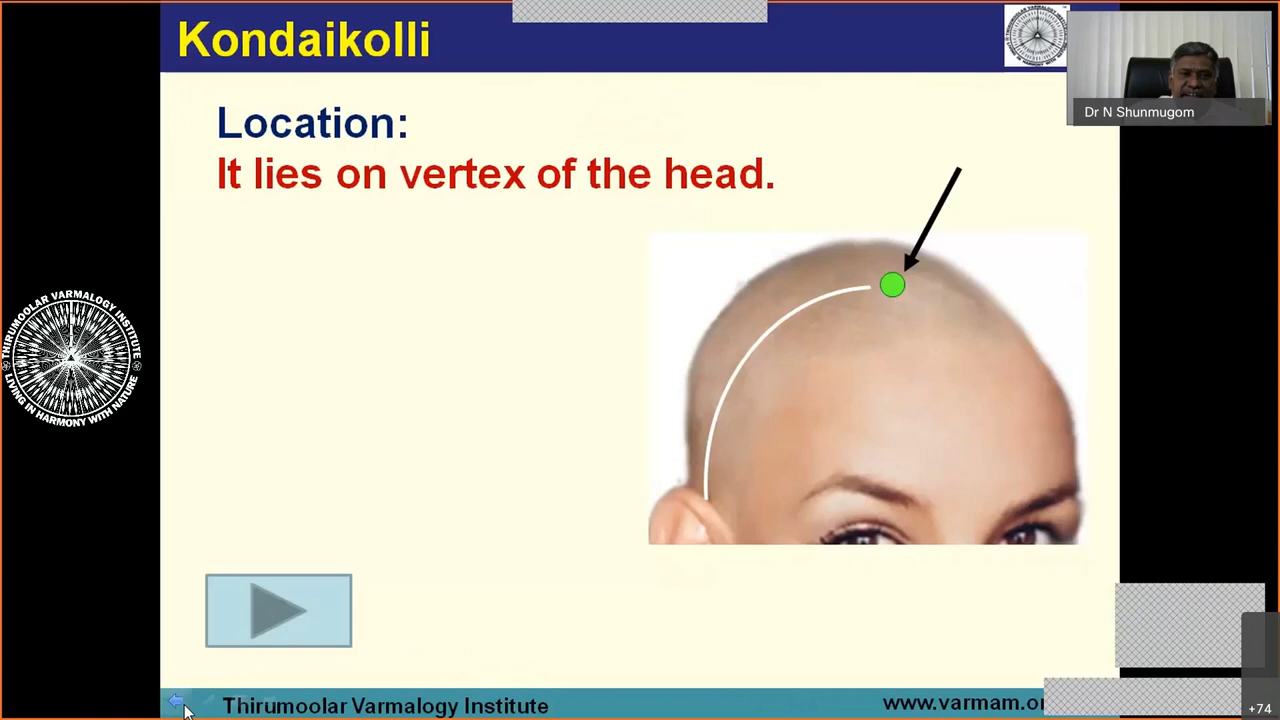 Kondaikolli
Dr N Shunmugom
Location:
It lies on vertex of the head.
THIRUMOOLAR VARMALOGY INSTITUTE
LIVING IN HARMONY WITH NATURE
Thirumoolar Varmalogy Institute
www.varmam.or
+74